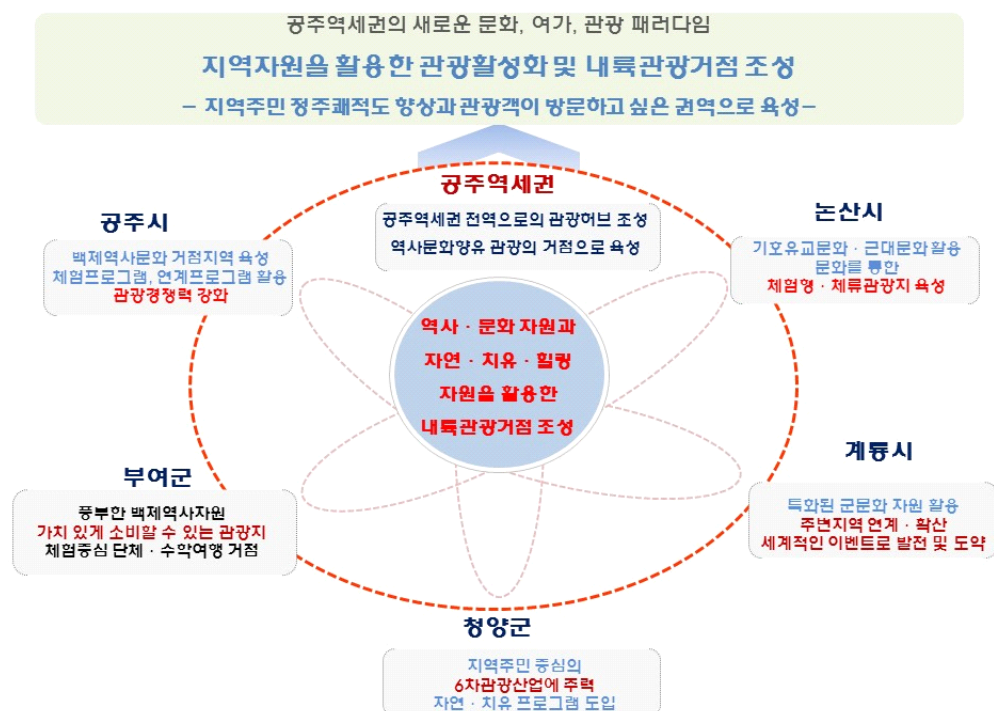 공주역세권의 새로운 문화, 여가, 관광 패러다임
지역자원을 활용한 관광활성화 및 내륙관광거점 조성
– 지역주민 정주쾌적도 향상과 관광객이 방문하고 싶은 권역으로 육성–
공주역세권
공주역세권 전역으로의 관광허브 조성
역사문화향유 관광의 거점으로 육성
공주시
백제역사문화 거점지역 육성
체험프로그램, 연계프로그램 활용
관광경쟁력 강화
논산시
기호유교문화 · 근대문화 활용
문화를 통한
체험형 · 체류관광지 육성
역사 · 문화 자원과
자연 · 치유 · 힐링
자원을 활용한
내륙관광거점 조성
부여군
풍부한 백제역사자원
가치 있게 소비할 수 있는 관광지
체험중심 단체 · 수학여행 거점
계룡시
특화된 군문화 자원 활용
주변지역 연계 · 확산
세계적인 이벤트로 발전 및 도약
청양군
지역주민 중심의
6차관광산업에 주력
자연 · 치유 프로그램 도입